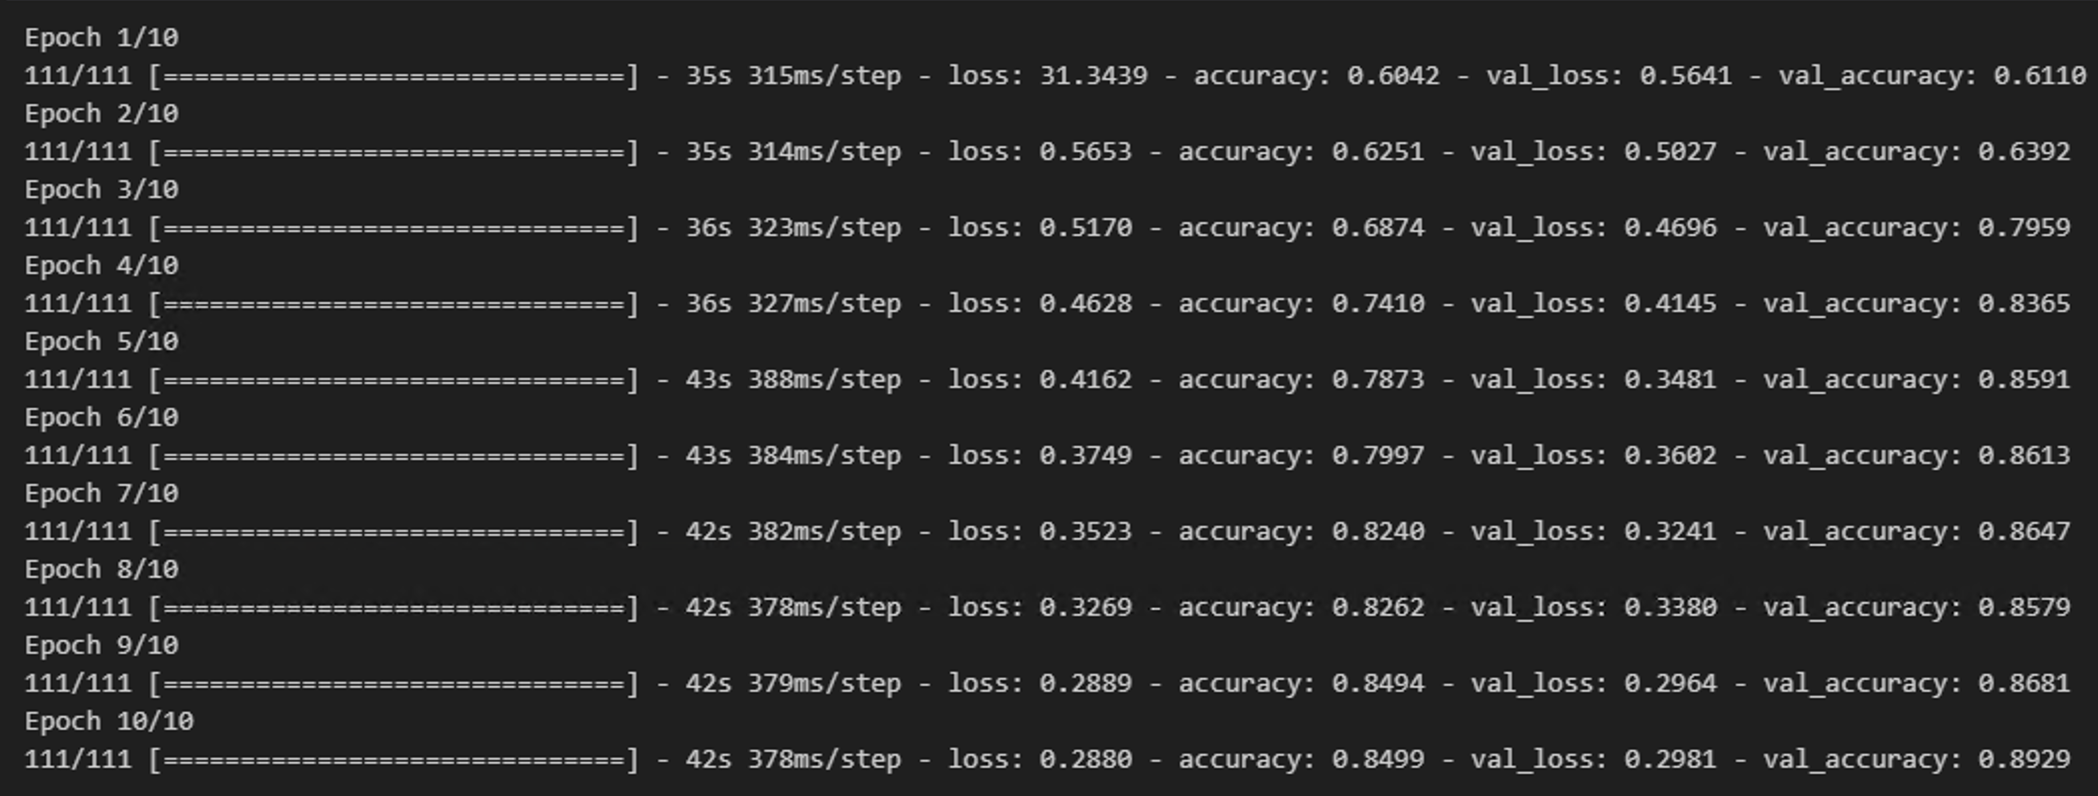 Epoch 1/10
111/111 [==============================] - 35s 315ms/step - loss: 31.3439 - accuracy: 0.6042 - val_loss: 0.5641 - val_accuracy: 0.6110
Epoch 2/10
111/111 [==============================] - 35s 314ms/step - loss: 0.5653 - accuracy: 0.6251 - val_loss: 0.5027 - val_accuracy: 0.6392
Epoch 3/10
111/111 [==============================] - 36s 323ms/step - loss: 0.5170 - accuracy: 0.6874 - val_loss: 0.4696 - val_accuracy: 0.7959
Epoch 4/10
111/111 [==============================] - 36s 327ms/step - loss: 0.4628 - accuracy: 0.7410 - val_loss: 0.4145 - val_accuracy: 0.8365
Epoch 5/10
111/111 [==============================] - 43s 388ms/step - loss: 0.4162 - accuracy: 0.7873 - val_loss: 0.3481 - val_accuracy: 0.8591
Epoch 6/10
111/111 [==============================] - 43s 384ms/step - loss: 0.3749 - accuracy: 0.7997 - val_loss: 0.3602 - val_accuracy: 0.8613
Epoch 7/10
111/111 [==============================] - 42s 382ms/step - loss: 0.3523 - accuracy: 0.8240 - val_loss: 0.3241 - val_accuracy: 0.8647
Epoch 8/10
111/111 [==============================] - 42s 378ms/step - loss: 0.3269 - accuracy: 0.8262 - val_loss: 0.3380 - val_accuracy: 0.8579
Epoch 9/10
111/111 [==============================] - 42s 379ms/step - loss: 0.2889 - accuracy: 0.8494 - val_loss: 0.2964 - val_accuracy: 0.8681
Epoch 10/10
111/111 [==============================] - 42s 378ms/step - loss: 0.2880 - accuracy: 0.8499 - val_loss: 0.2981 - val_accuracy: 0.8929